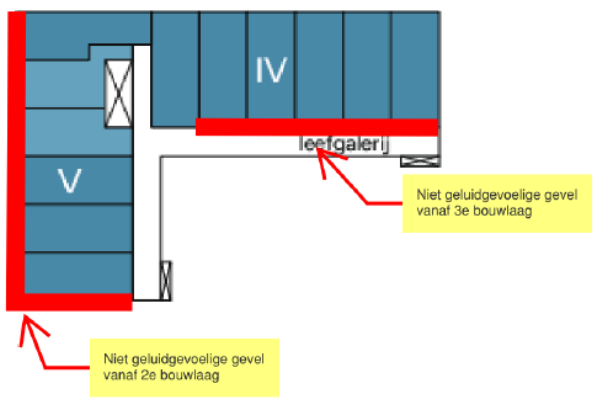 IV
leefgalerij
Niet geluidgevoelige gevel
vanaf 3e bouwlaag
V
Niet geluidgevoelige gevel
vanaf 2e bouwlaag